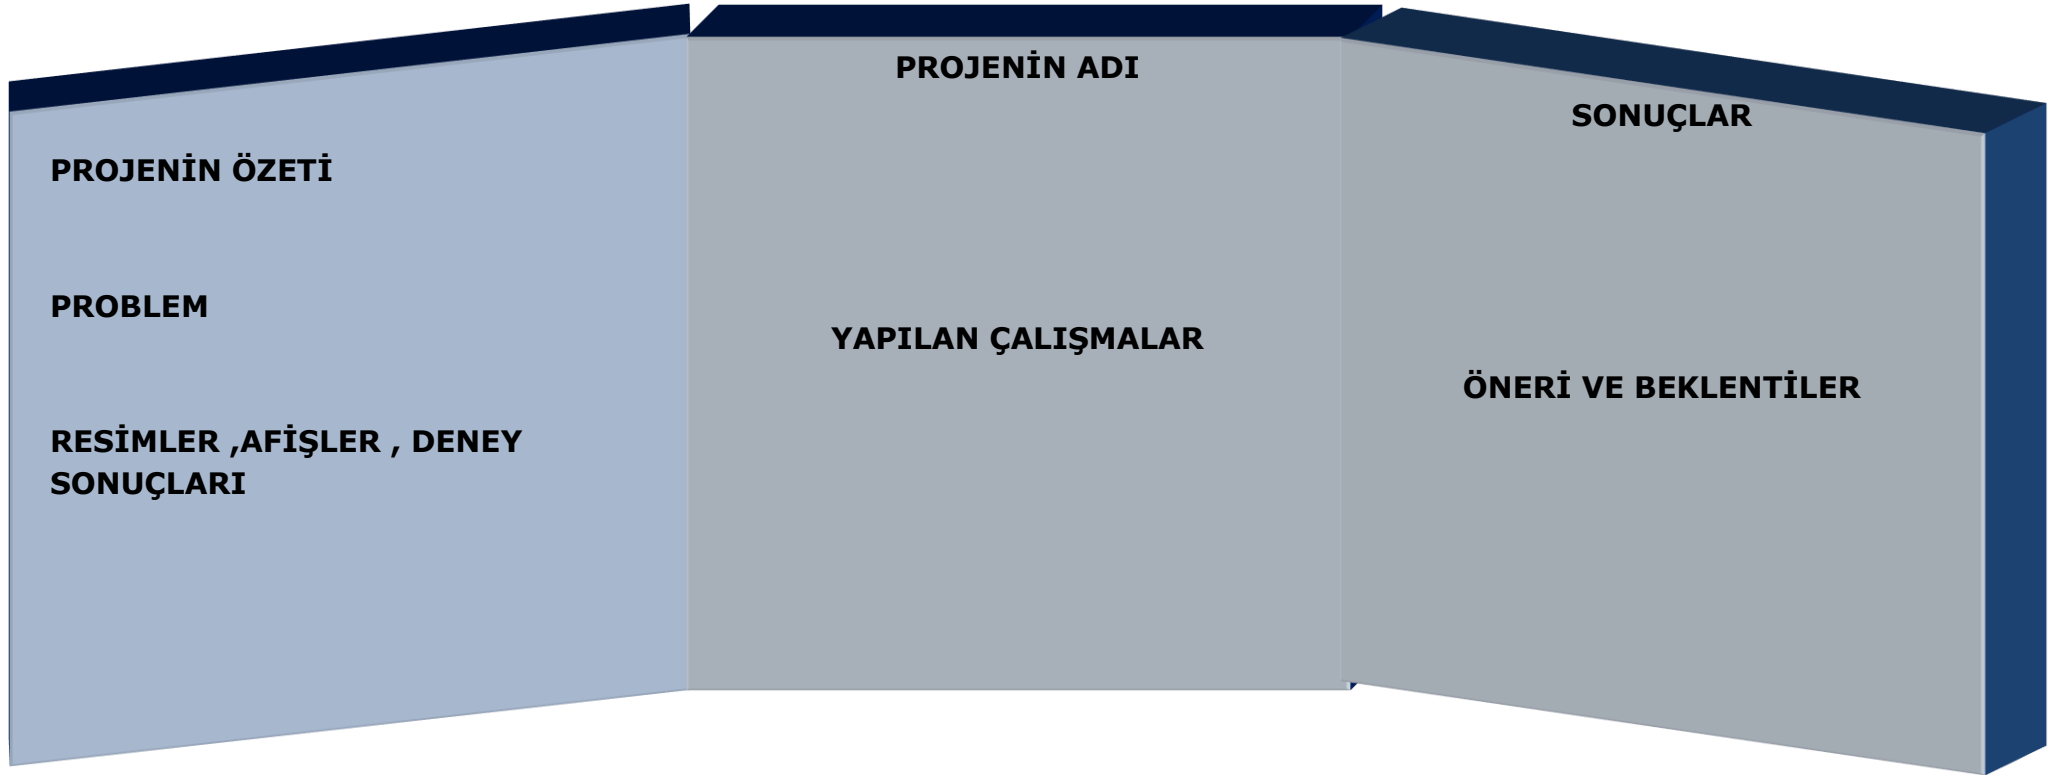 PROJENİN ÖZETİ
PROBLEM
RESİMLER ,AFİŞLER , DENEY
SONUÇLARI
PROJENİN ADI
YAPILAN ÇALIŞMALAR
SONUÇLAR
ÖNERİ VE BEKLENTİLER